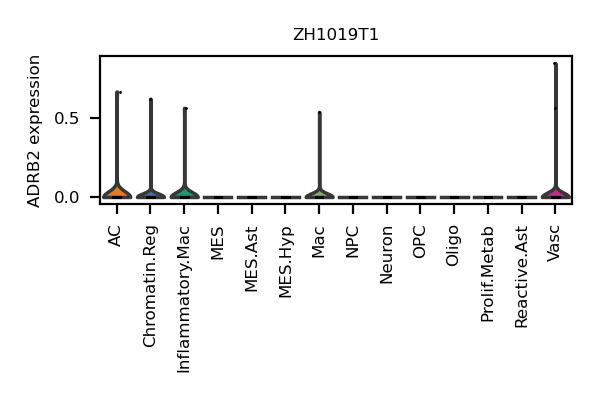 ZH1019T1
ADRB2 expression
0.5
0.0
AC
Chromatin.Reg
Inflammatory.Mac
MES
MES.Ast
MES.Hyp
Mac
NPC
Neuron
OPC
Oligo
Prolif.Metab
Reactive.Ast
Vasc